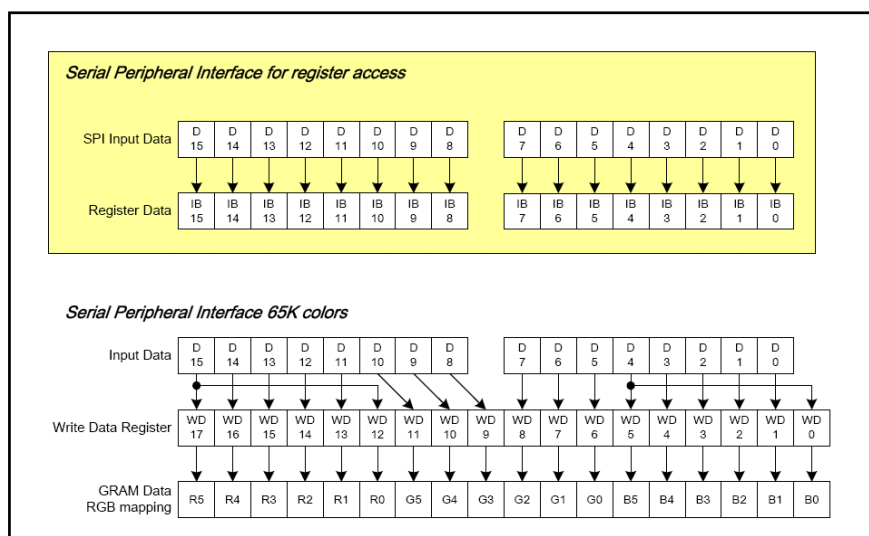 Serial Peripheral Interface for register access
SPI Input Data
D 15 D 14 D 13 D 12 D 11 D 10 D 9 D 8 D 7 D 6 D 5 D 4 D 3 D 2 D 1 D 0
Register Data
IB 15 IB 14 IB 13 IB 12 IB 11 IB 10 IB 9 IB 8 IB 7 IB 6 IB 5 IB 4 IB 3 IB 2 IB 1 IB 0
Serial Peripheral Interface 65K colors
Input Data
D 15 D 14 D 13 D 12 D 11 D 10 D 9 D 8 D 7 D 6 D 5 D 4 D 3 D 2 D 1 D 0
Write Data Register
WD 17 WD 16 WD 15 WD 14 WD 13 WD 12 WD 11 WD 10 WD 9 WD 8 WD 7 WD 6 WD 5 WD 4 WD 3 WD 2 WD 1 WD 0
GRAM Data
RGB mapping
R5 R4 R3 R2 R1 R0 G5 G4 G3 G2 G1 G0 B5 B4 B3 B2 B1 B0